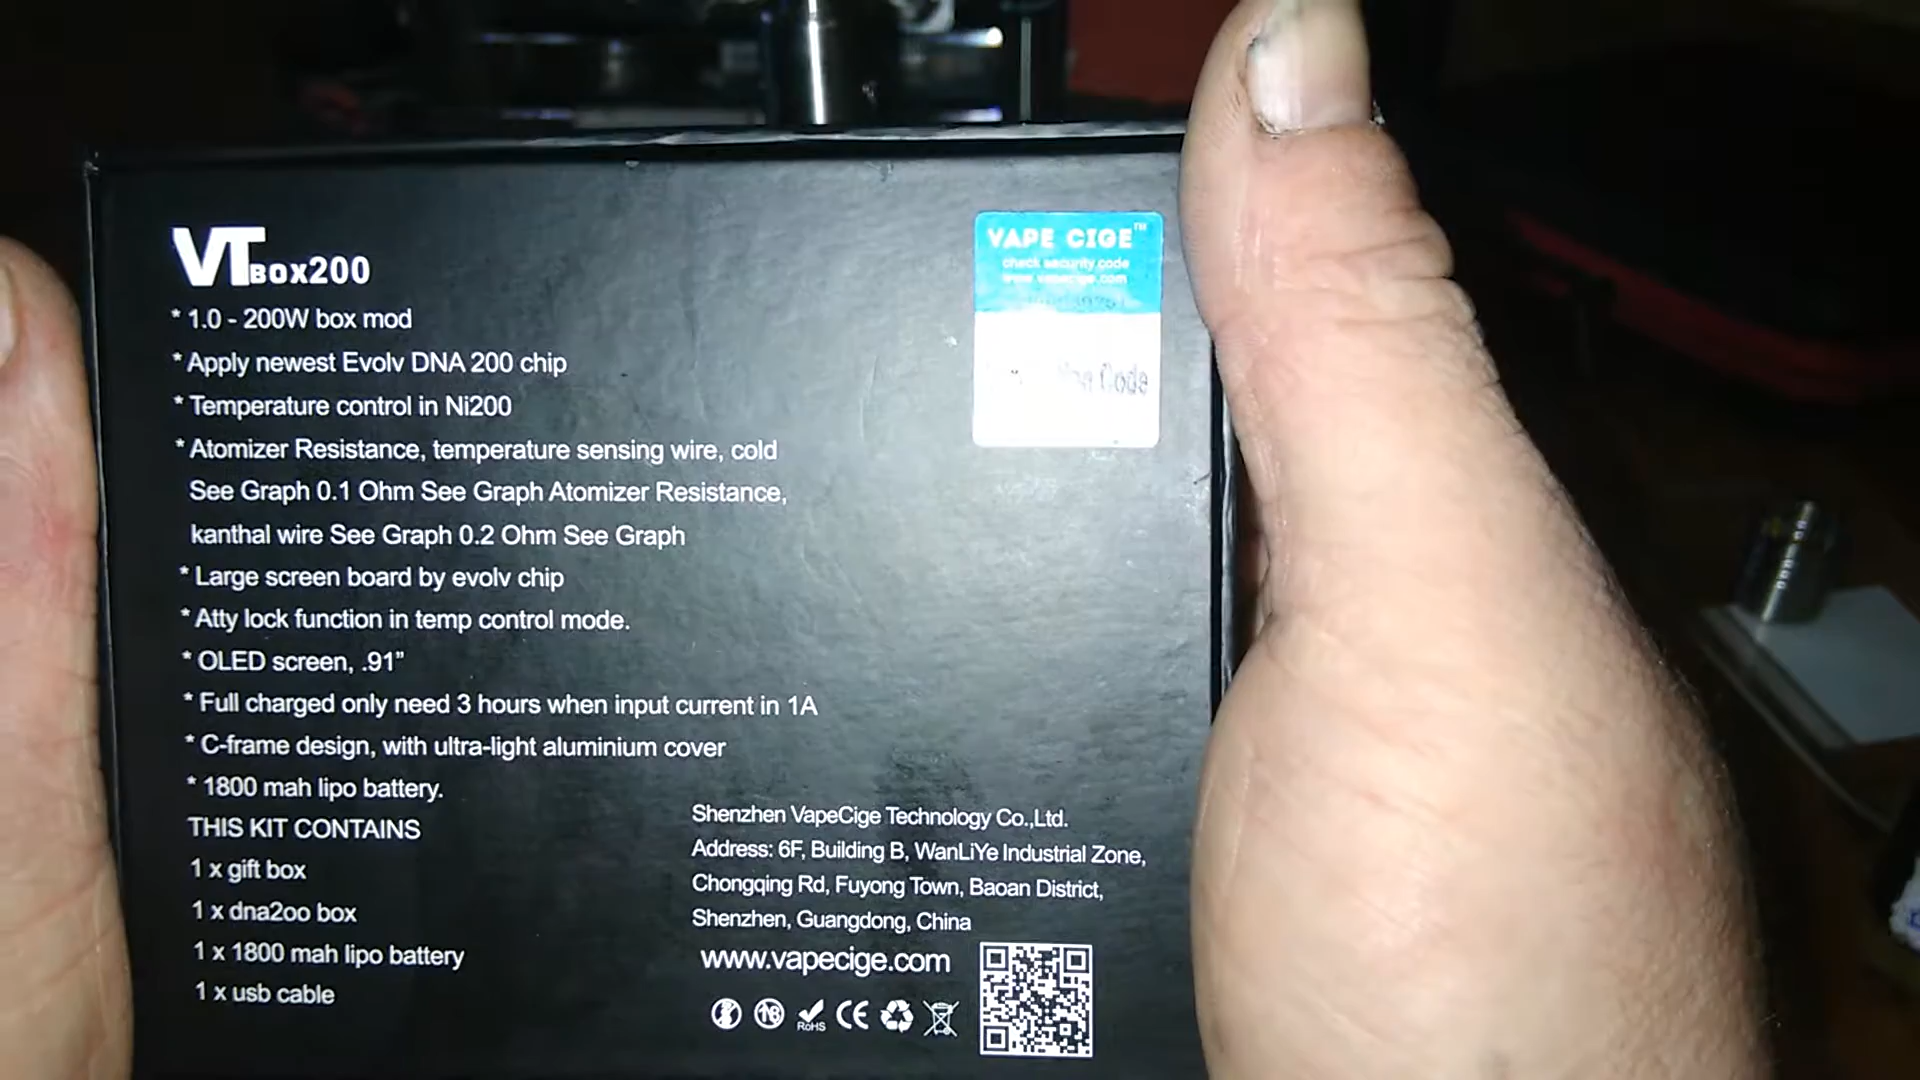 VTBOX200
* 1.0 - 200W box mod
* Apply newest Evolv DNA 200 chip
* Temperature control in Ni200
* Atomizer Resistance, temperature sensing wire, cold
See Graph 0.1 Ohm See Graph Atomizer Resistance,
kanthal wire See Graph 0.2 Ohm See Graph
* Large screen board by evolv chip
* Atty lock function in temp control mode.
* OLED screen, .91”
* Full charged only need 3 hours when input current in 1A
* C-frame design, with ultra-light aluminium cover
* 1800 mah lipo battery.
THIS KIT CONTAINS
1 x gift box
1 x dna2oo box
1 x 1800 mah lipo battery
1 x usb cable
VAPE CIGE™
check security code
www.vapecige.com
Code
Shenzhen VapeCige Technology Co.,Ltd.
Address: 6F, Building B, WanLiYe Industrial Zone,
Chongqing Rd, Fuyong Town, Baoan District,
Shenzhen, Guangdong, China
www.vapecige.com
18
RoHS
CE